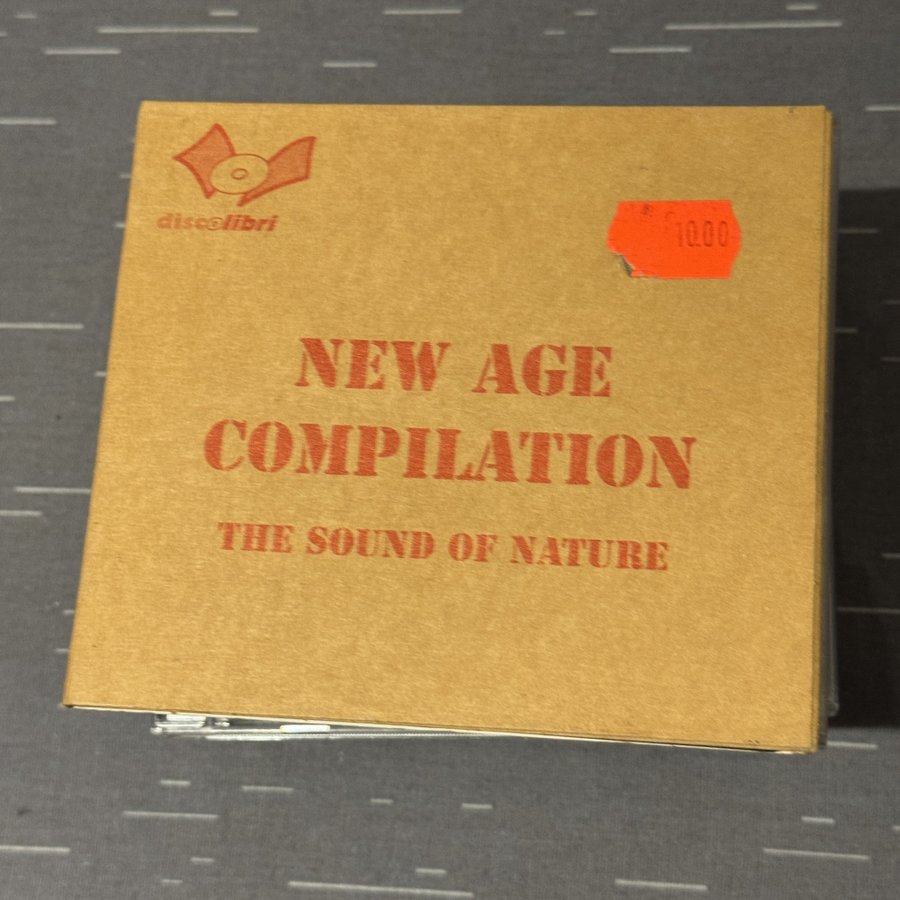 discolibri
10.00
NEW AGE
COMPILATION
THE SOUND OF NATURE